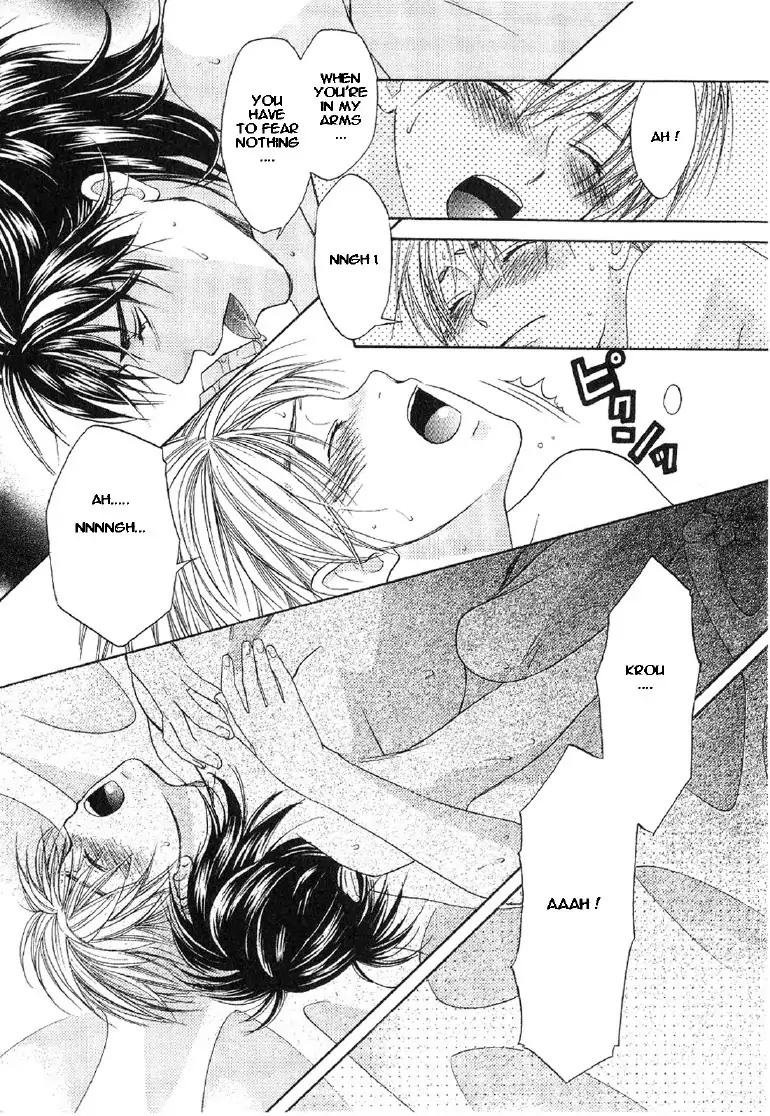 WHEN
YOU'RE
IN MY
ARMS
...
YOU
HAVE
TO FEAR
NOTHING
....
AH !
NNGH !
AH.....
NNNNGH...
KROU
....
AAAH !